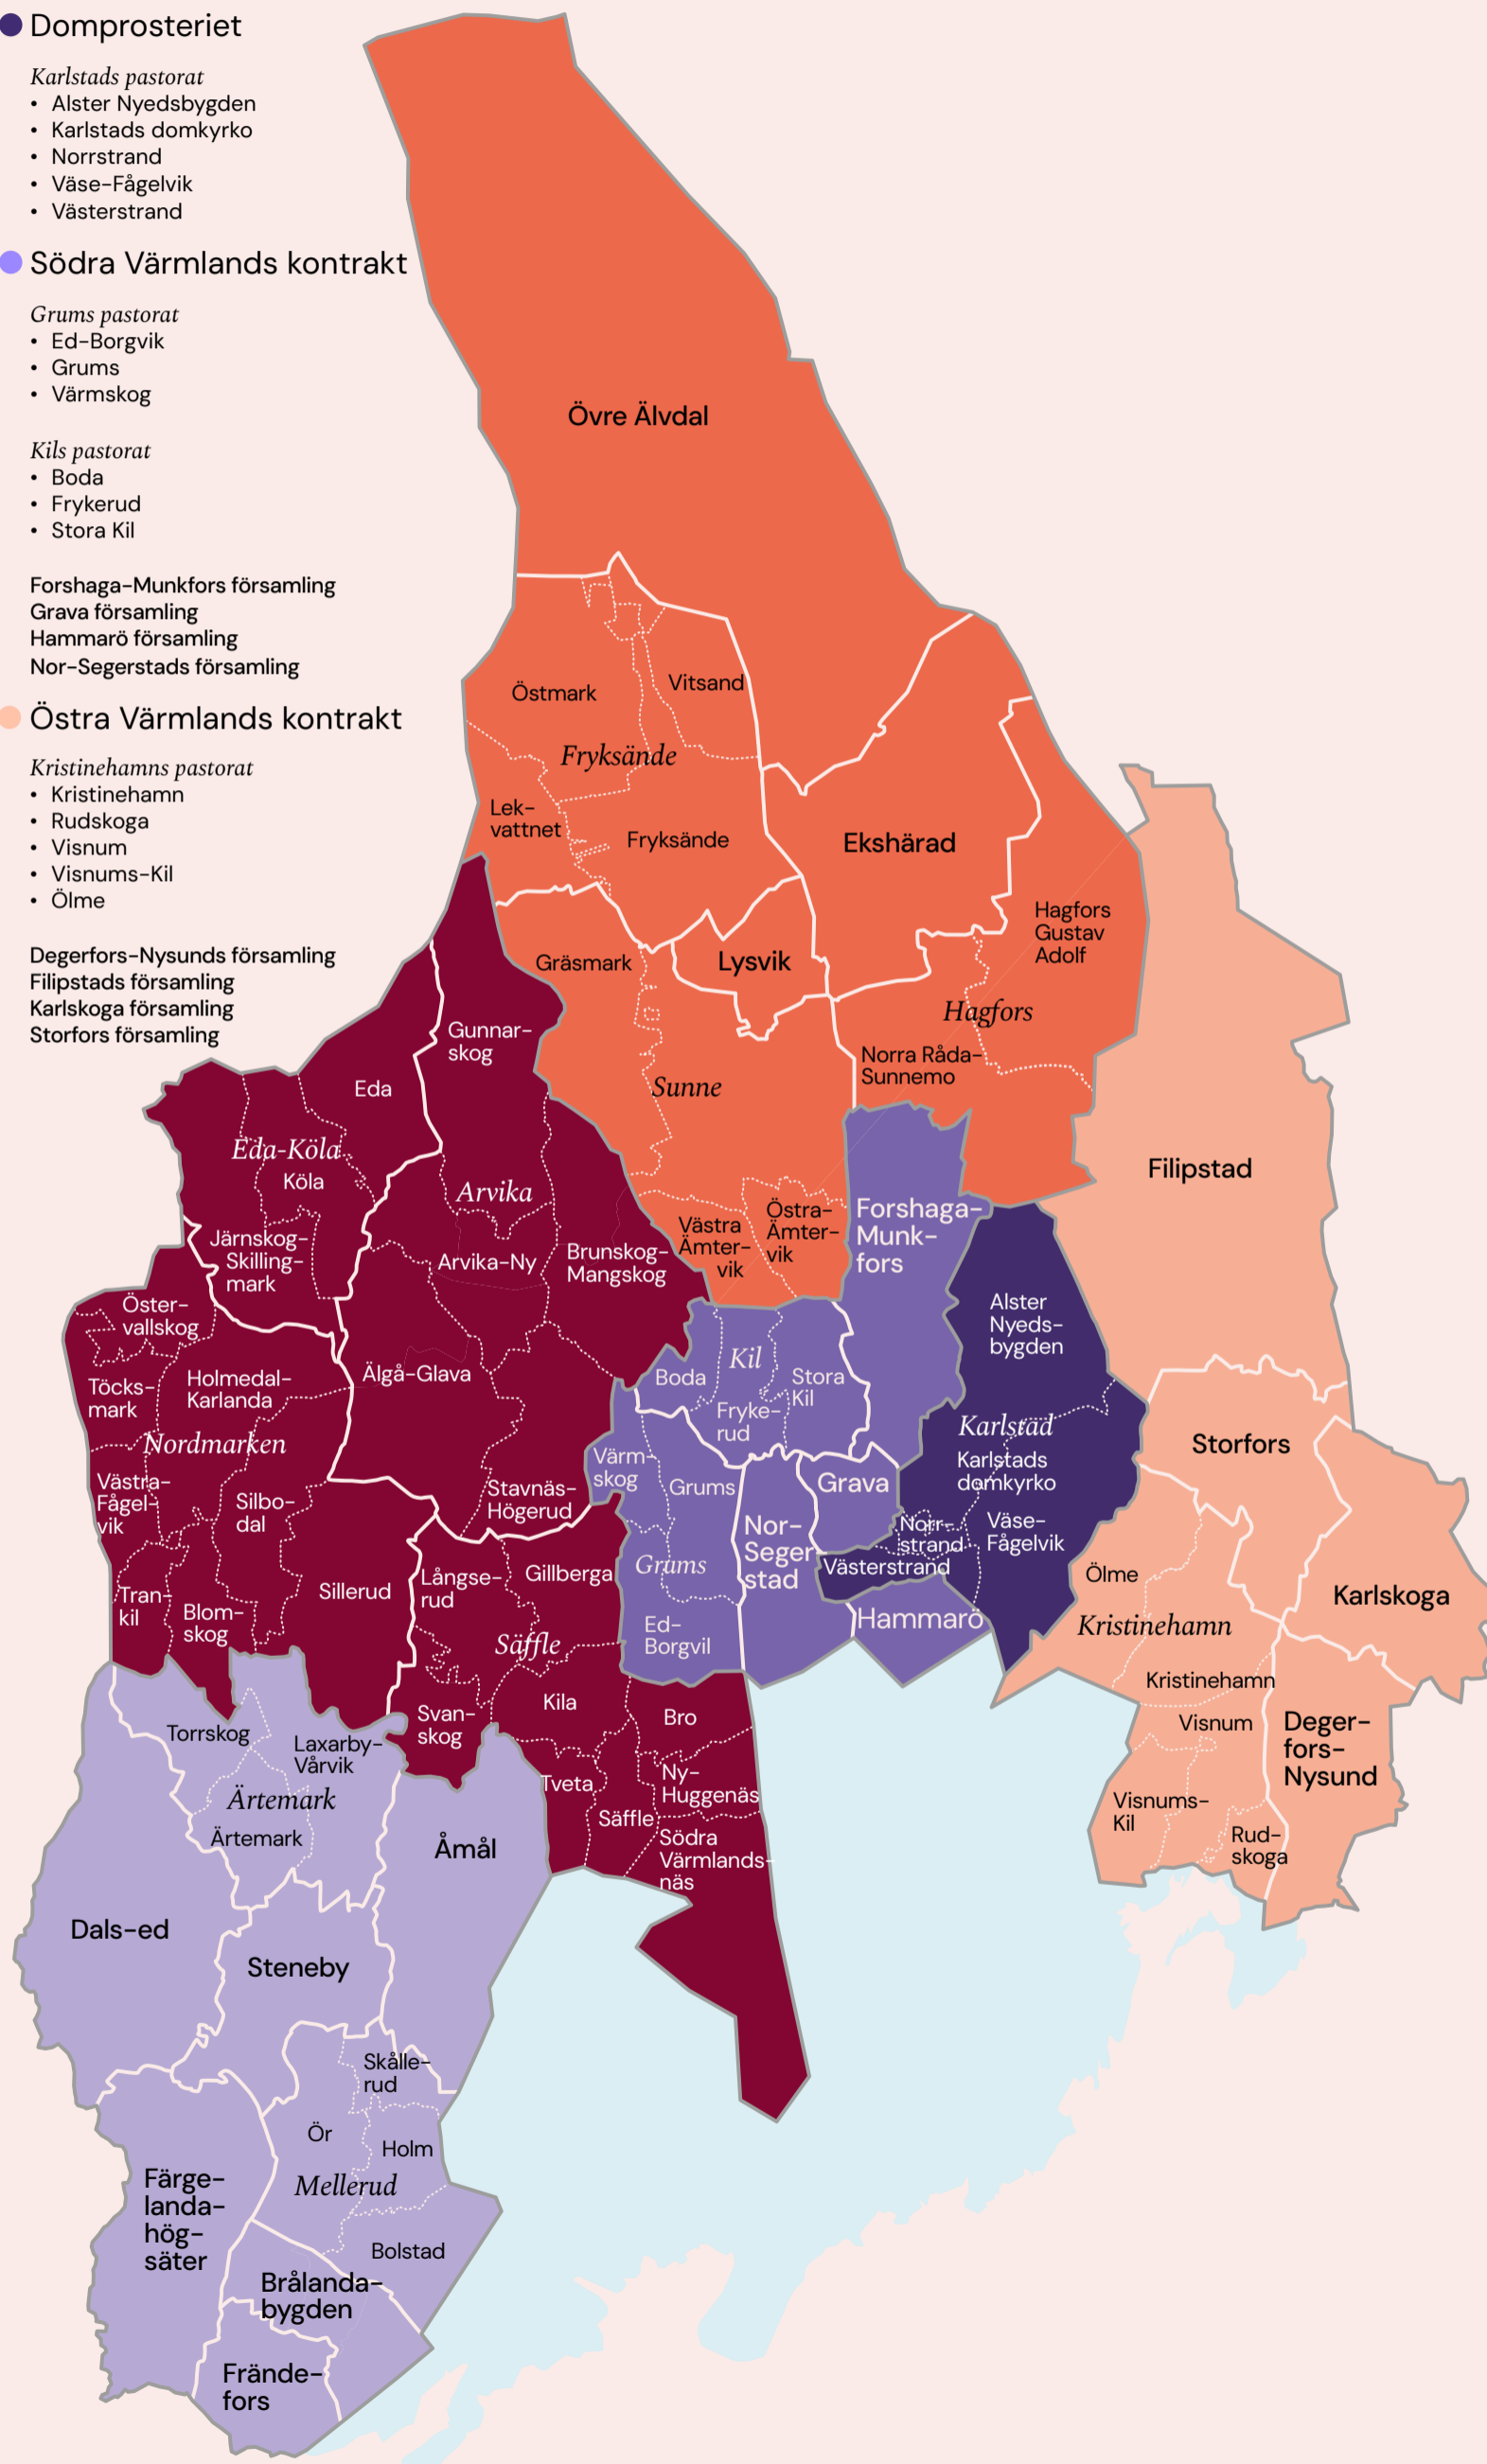 Domprosteriet
Karlstads pastorat
• Alster Nyedsbygden
• Karlstads domkyrko
• Norrstrand
• Väse-Fågelvik
• Västerstrand
Södra Värmlands kontrakt
Grums pastorat
• Ed-Borgvik
• Grums
• Värmskog
Kils pastorat
• Boda
• Frykerud
• Stora Kil
Forshaga-Munkfors församling
Grava församling
Hammarö församling
Nor-Segerstads församling
Östra Värmlands kontrakt
Kristinehamns pastorat
• Kristinehamn
• Rudskoga
• Visnum
• Visnums-Kil
• Ölme
Degerfors-Nysunds församling
Filipstads församling
Karlskoga församling
Storfors församling
Övre Älvdal
Östmark
Vitsand
Fryksände
Lek-
vattnet
Fryksände
Ekshärad
Hagfors
Gustav
Adolf
Gräsmark
Lysvik
Hagfors
Norra Råda-
Sunnemo
Sunne
Västra
Ämter-
vik
Östra-
Ämter-
vik
Gunnar-
skog
Eda
Eda-Köla
Köla
Järnskog-
Skilling-
mark
Arvika
Arvika-Ny
Brunskog-
Mangskog
Öster-
vallskog
Töcks-
mark
Holmedal-
Karlanda
Älgå-Glava
Nordmarken
Västra-
Fågel-
vik
Silbo-
dal
Stavnäs-
Högerud
Tran-
kil
Blom-
skog
Sillerud
Långse-
rud
Gillberga
Säffle
Svan-
skog
Kila
Bro
Tveta
Ny-
Huggenäs
Säffle
Södra
Värmlands-
näs
Forshaga-
Munk-
fors
Kil
Boda
Stora
Kil
Fryke-
rud
Värm-
skog
Grums
Grava
Nor-
Seger-
stad
Grums
Ed-
Borgvil
Hammarö
Alster
Nyeds-
bygden
Karlstad
Karlstads
domkyrko
Norr-
strand
Väse-
Fågelvik
Västerstrand
Filipstad
Storfors
Karlskoga
Ölme
Kristinehamn
Kristinehamn
Visnum
Deger-
fors-
Nysund
Visnums-
Kil
Rud-
skoga
Torrskog
Laxarby-
Vårvik
Ärtemark
Ärtemark
Åmål
Dals-ed
Steneby
Skålle-
rud
Ör
Holm
Mellerud
Färge-
landa-
hög-
säter
Bolstad
Brålanda-
bygden
Frände-
fors